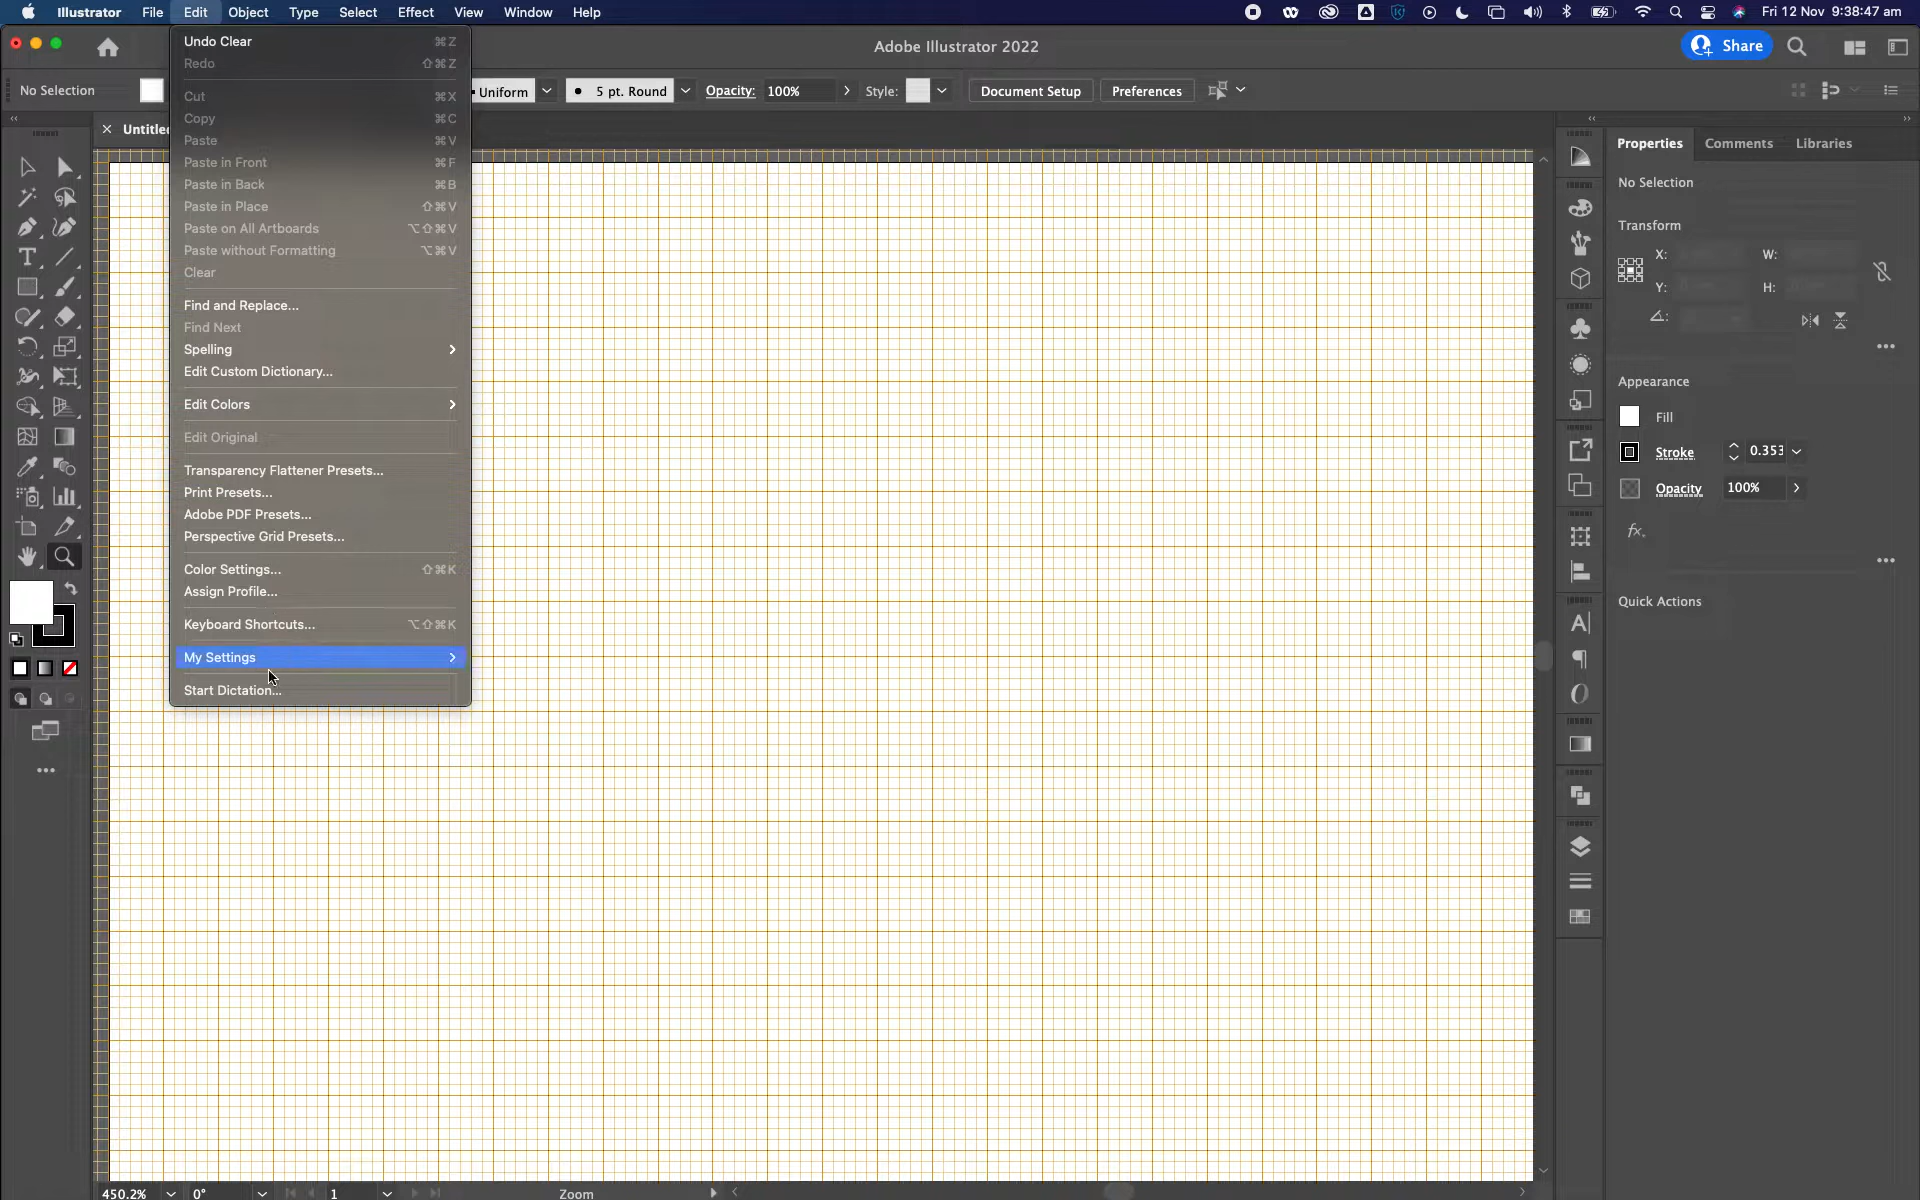 Illustrator File Edit Object Type Select Effect View Window Help
Fri 12 Nov 9:38:47 am
Adobe Illustrator 2022
Share
No Selection
Uniform
5 pt. Round
Opacity: 100%
Style:
Document Setup
Preferences
Undo Clear ⌘Z
Redo ⇧⌘Z
Cut ⌘X
Copy ⌘C
Paste ⌘V
Paste in Front ⌘F
Paste in Back ⌘B
Paste in Place ⇧⌘V
Paste on All Artboards ⌥⇧⌘V
Paste without Formatting ⌥⌘V
Clear
Find and Replace...
Find Next
Spelling
Edit Custom Dictionary...
Edit Colors
Edit Original
Transparency Flattener Presets...
Print Presets...
Adobe PDF Presets...
Perspective Grid Presets...
Color Settings... ⇧⌘K
Assign Profile...
Keyboard Shortcuts... ⌥⇧⌘K
My Settings
Start Dictation...
Properties Comments Libraries
No Selection
Transform
X: W:
Y: H:
Appearance
Fill
Stroke 0.353
Opacity 100%
fx
Quick Actions
450.2% 0° 1 Zoom